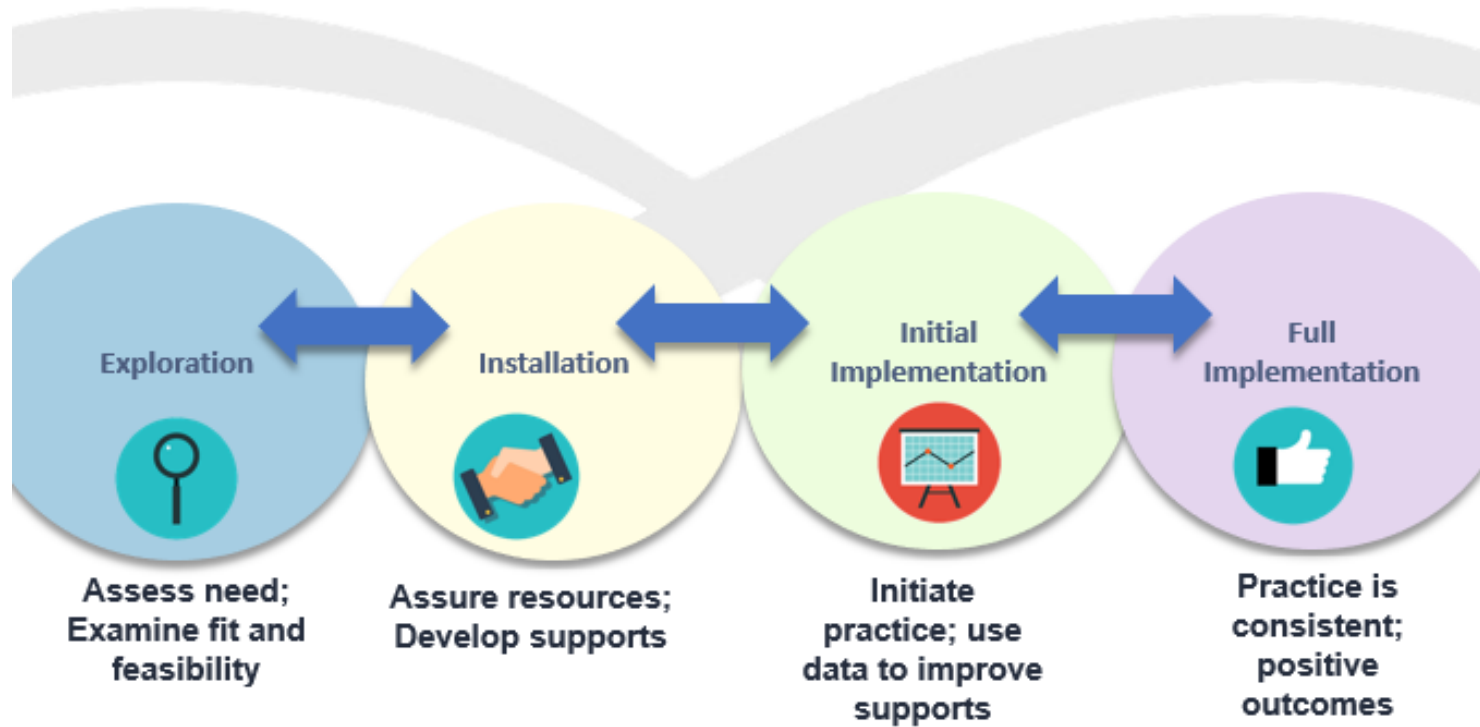 Exploration
Assess need;
Examine fit and
feasibility
Installation
Assure resources;
Develop supports
Initial
Implementation
Initiate
practice; use
data to improve
supports
Full
Implementation
Practice is
consistent;
positive
outcomes